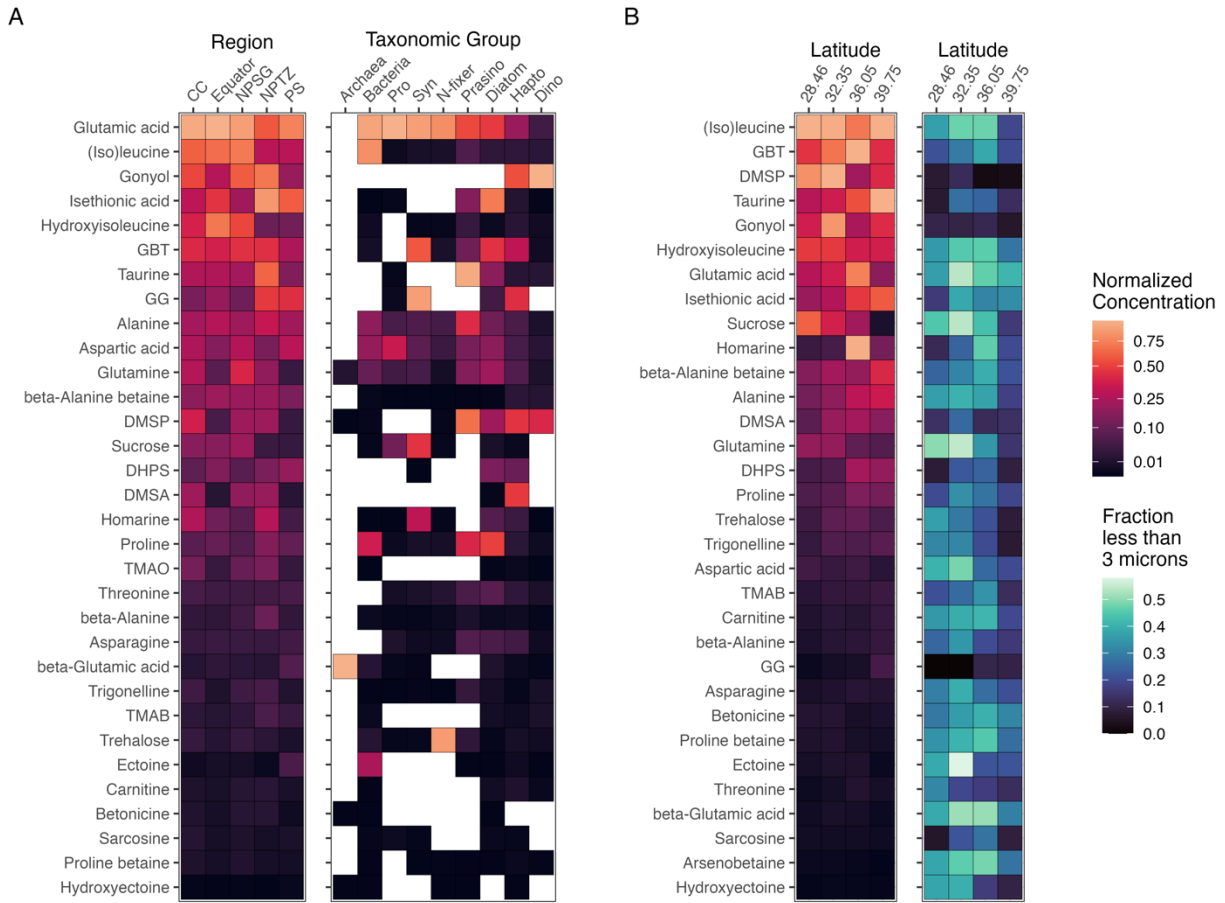 A
Region
Taxonomic Group
CC
Equator
NPSG
NPTZ
PS
Archaea
Bacteria
Pro
Syn
N-fixer
Prasino
Diatom
Hapto
Dino
Glutamic acid
(Iso)leucine
Gonyol
Isethionic acid
Hydroxyisoleucine
GBT
Taurine
GG
Alanine
Aspartic acid
Glutamine
beta-Alanine betaine
DMSP
Sucrose
DHPS
DMSA
Homarine
Proline
TMAO
Threonine
beta-Alanine
Asparagine
beta-Glutamic acid
Trigonelline
TMAB
Trehalose
Ectoine
Carnitine
Betonicine
Sarcosine
Proline betaine
Hydroxyectoine
B
Latitude
Latitude
28.46
32.35
36.05
39.75
28.46
32.35
36.05
39.75
(Iso)leucine
GBT
DMSP
Taurine
Gonyol
Hydroxyisoleucine
Glutamic acid
Isethionic acid
Sucrose
Homarine
beta-Alanine betaine
Alanine
DMSA
Glutamine
DHPS
Proline
Trehalose
Trigonelline
Aspartic acid
TMAB
Carnitine
beta-Alanine
GG
Asparagine
Betonicine
Proline betaine
Ectoine
Threonine
beta-Glutamic acid
Sarcosine
Arsenobetaine
Hydroxyectoine
Normalized
Concentration
0.75
0.50
0.25
0.10
0.01
Fraction
less than
3 microns
0.5
0.4
0.3
0.2
0.1
0.0